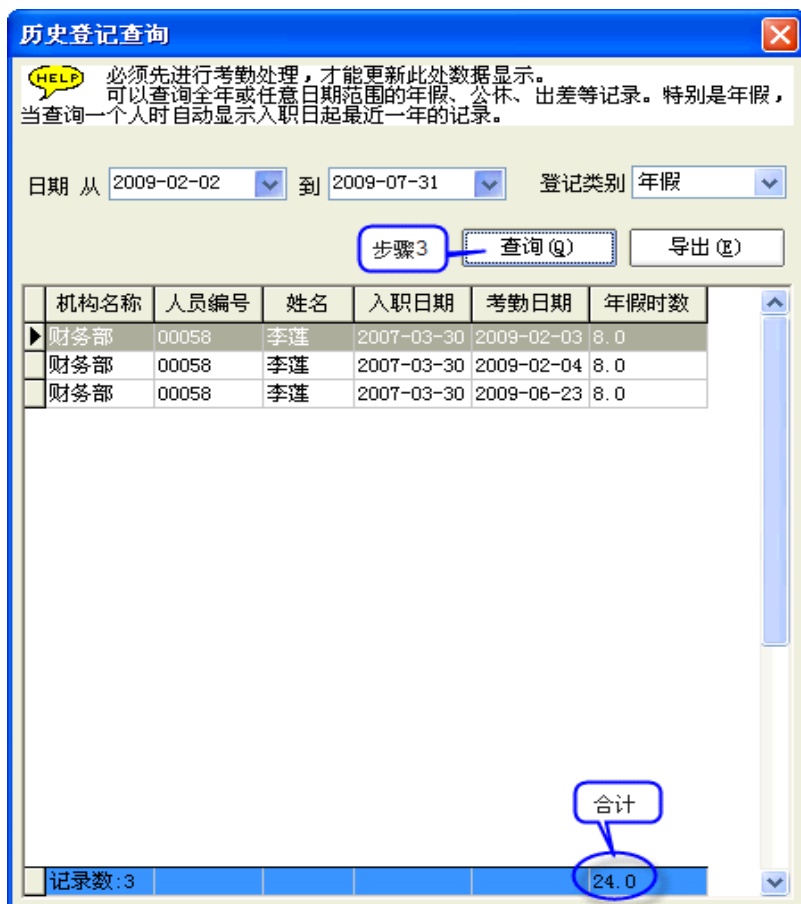 历史登记查询
HELP 必须先进行考勤处理，才能更新此处数据显示。
可以查询全年或任意日期范围的年假、公休、出差等记录。特别是年假，
当查询一个人时自动显示入职日起最近一年的记录。
日期 从 2009-02-02 到 2009-07-31 登记类别 年假
步骤3 查询(Q) 导出(E)
机构名称 人员编号 姓名 入职日期 考勤日期 年假时数
财务部 00058 李莲 2007-03-30 2009-02-03 8.0
财务部 00058 李莲 2007-03-30 2009-02-04 8.0
财务部 00058 李莲 2007-03-30 2009-06-23 8.0
合计
记录数:3 24.0